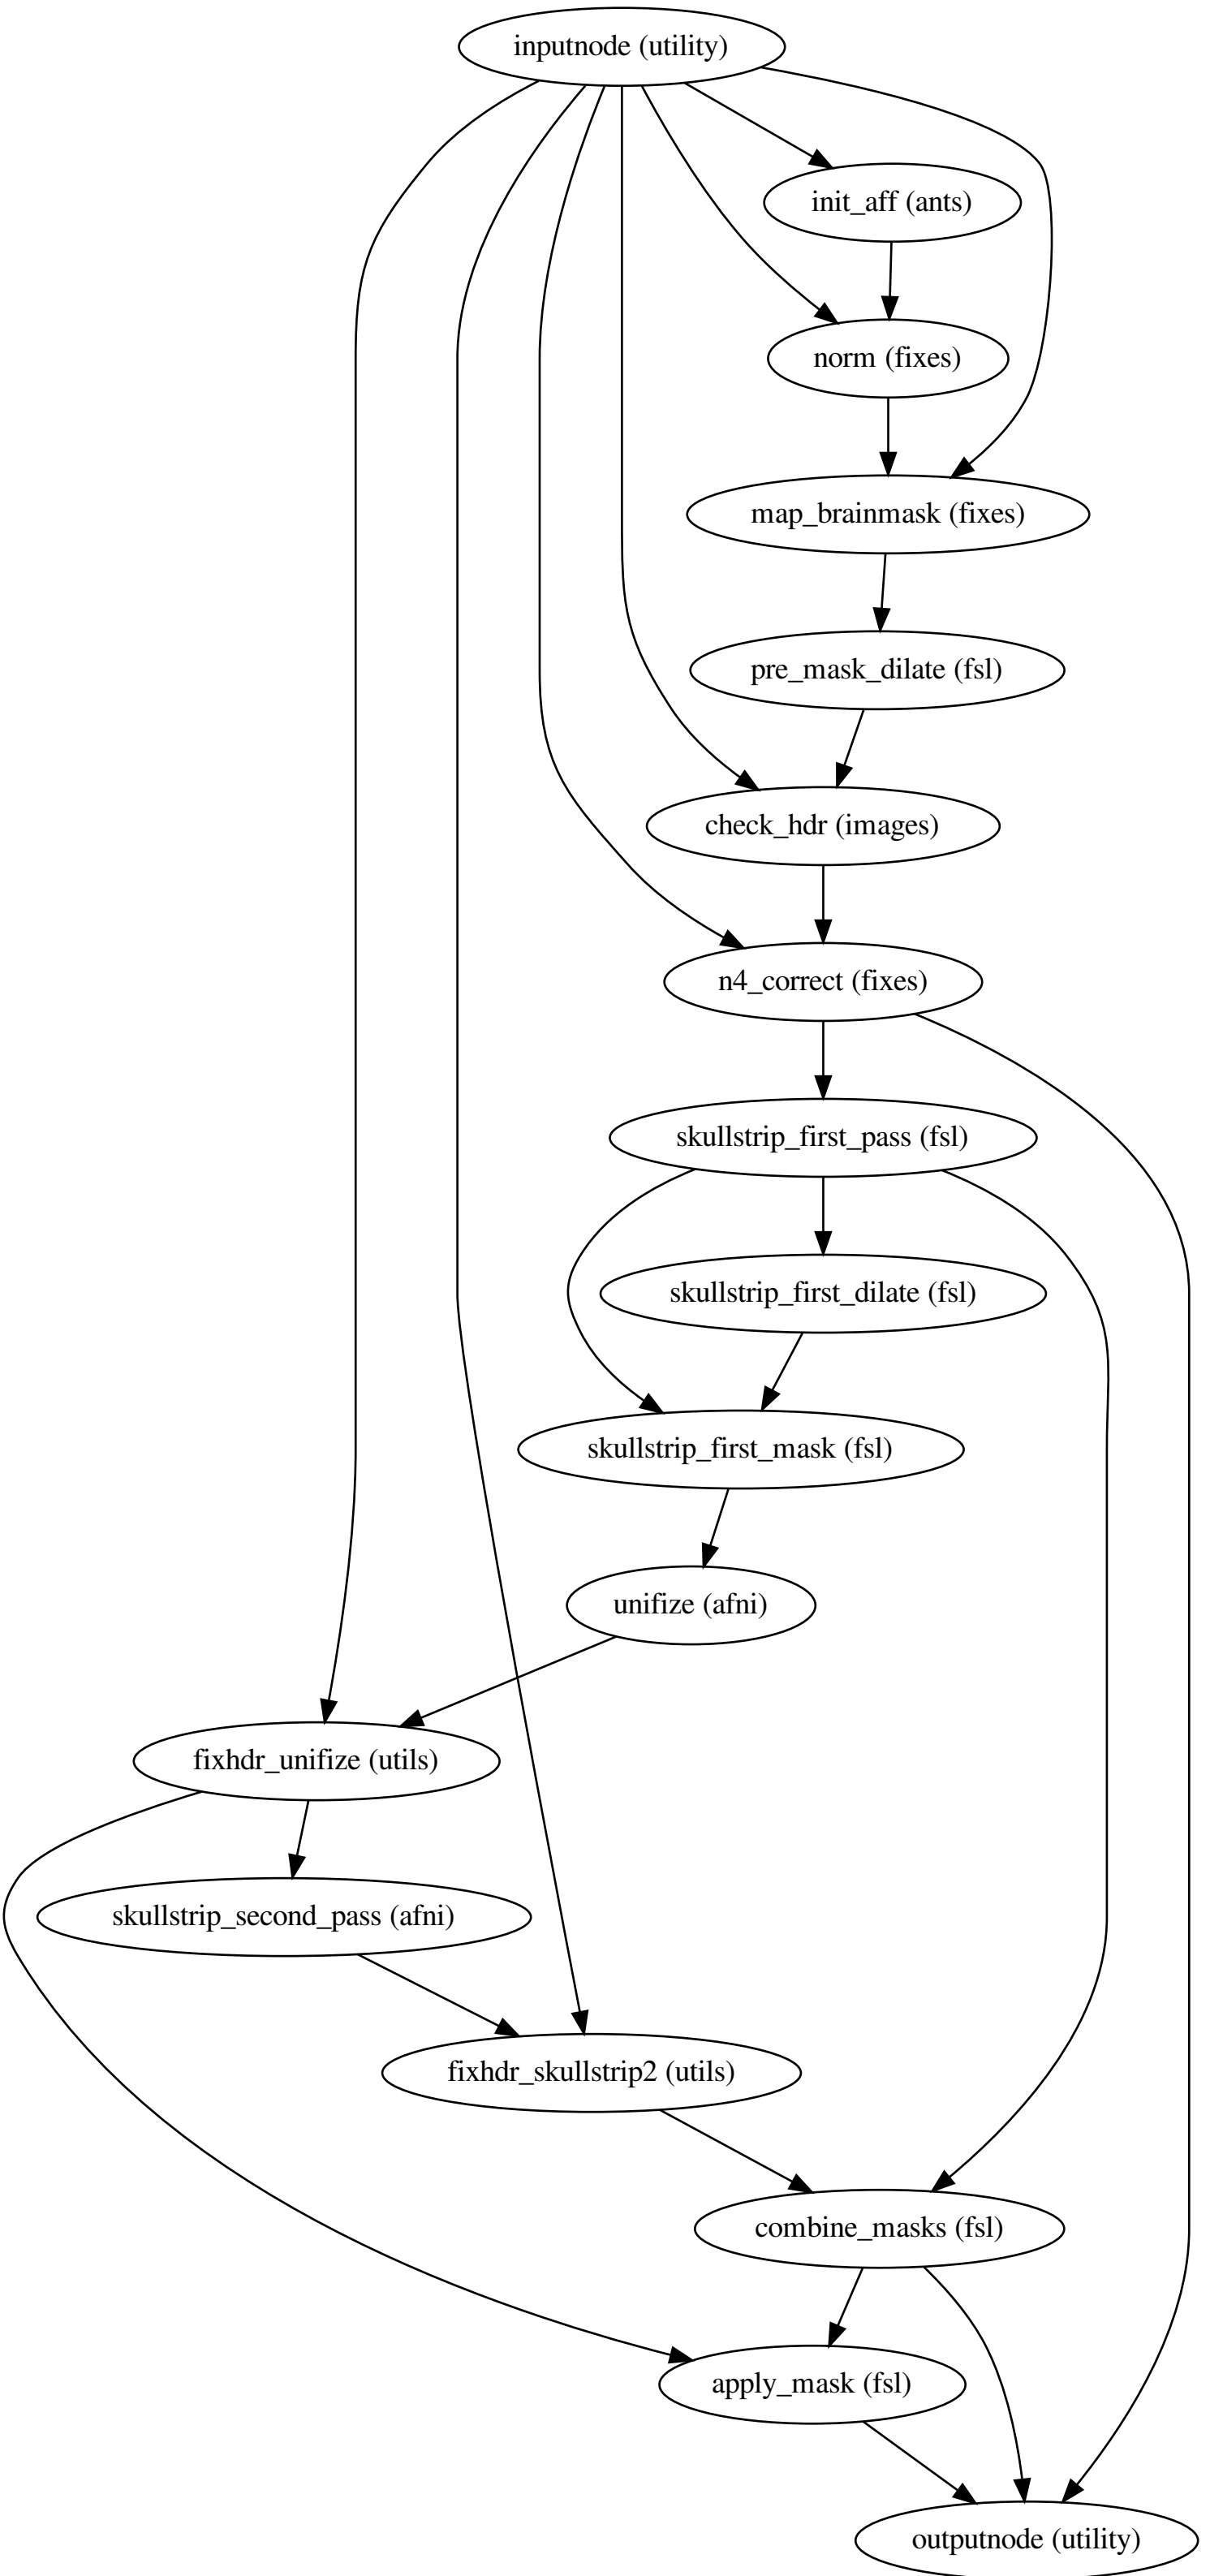 inputnode (utility)
init_aff (ants)
norm (fixes)
map_brainmask (fixes)
pre_mask_dilate (fsl)
check_hdr (images)
n4_correct (fixes)
skullstrip_first_pass (fsl)
skullstrip_first_dilate (fsl)
skullstrip_first_mask (fsl)
unifize (afni)
fixhdr_unifize (utils)
skullstrip_second_pass (afni)
fixhdr_skullstrip2 (utils)
combine_masks (fsl)
apply_mask (fsl)
outputnode (utility)